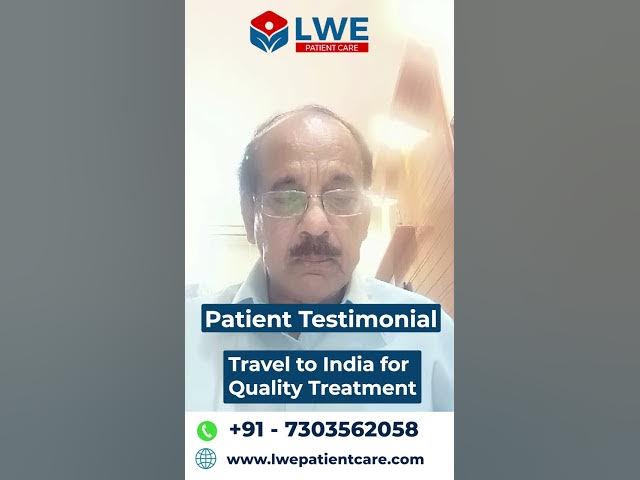 LWE
PATIENT CARE
Patient Testimonial
Travel to India for
Quality Treatment
+91 - 7303562058
www.lwepatientcare.com